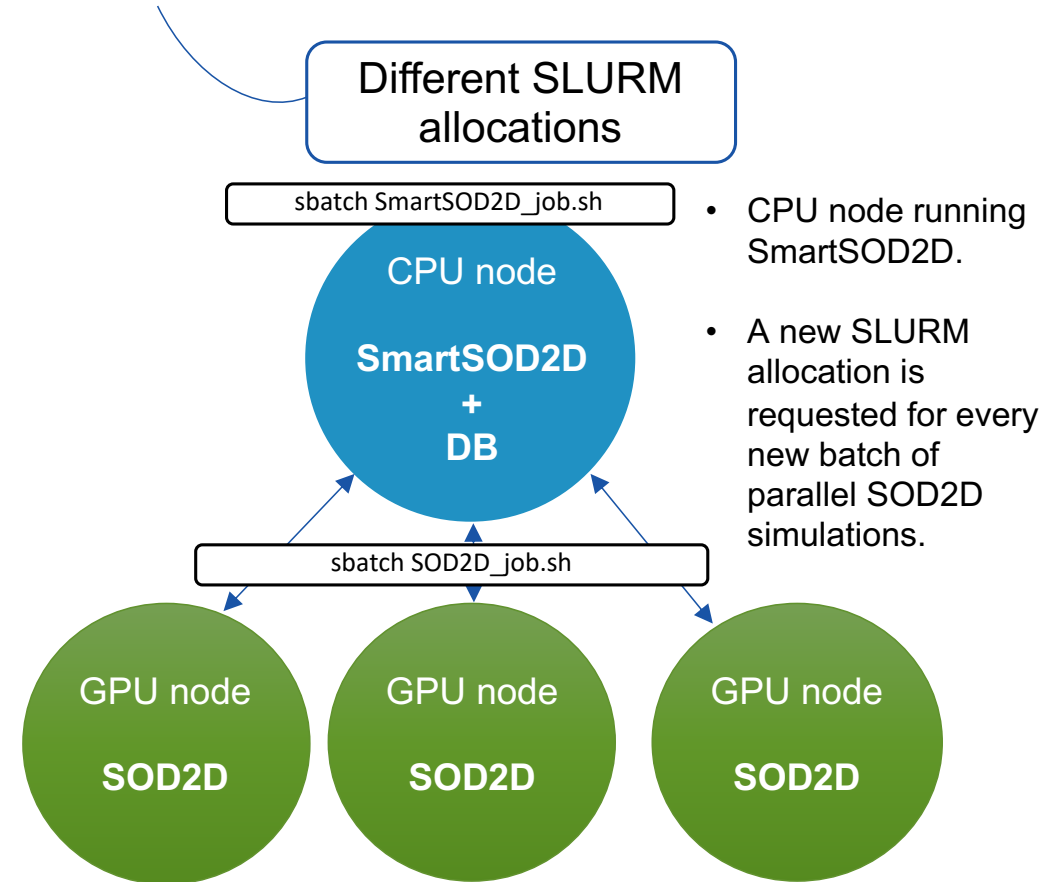 Different SLURM
allocations
sbatch SmartSOD2D_job.sh
CPU node
SmartSOD2D
+
DB
• CPU node running
SmartSOD2D.
• A new SLURM
allocation is
requested for every
new batch of
parallel SOD2D
simulations.
sbatch SOD2D_job.sh
GPU node
SOD2D
GPU node
SOD2D
GPU node
SOD2D